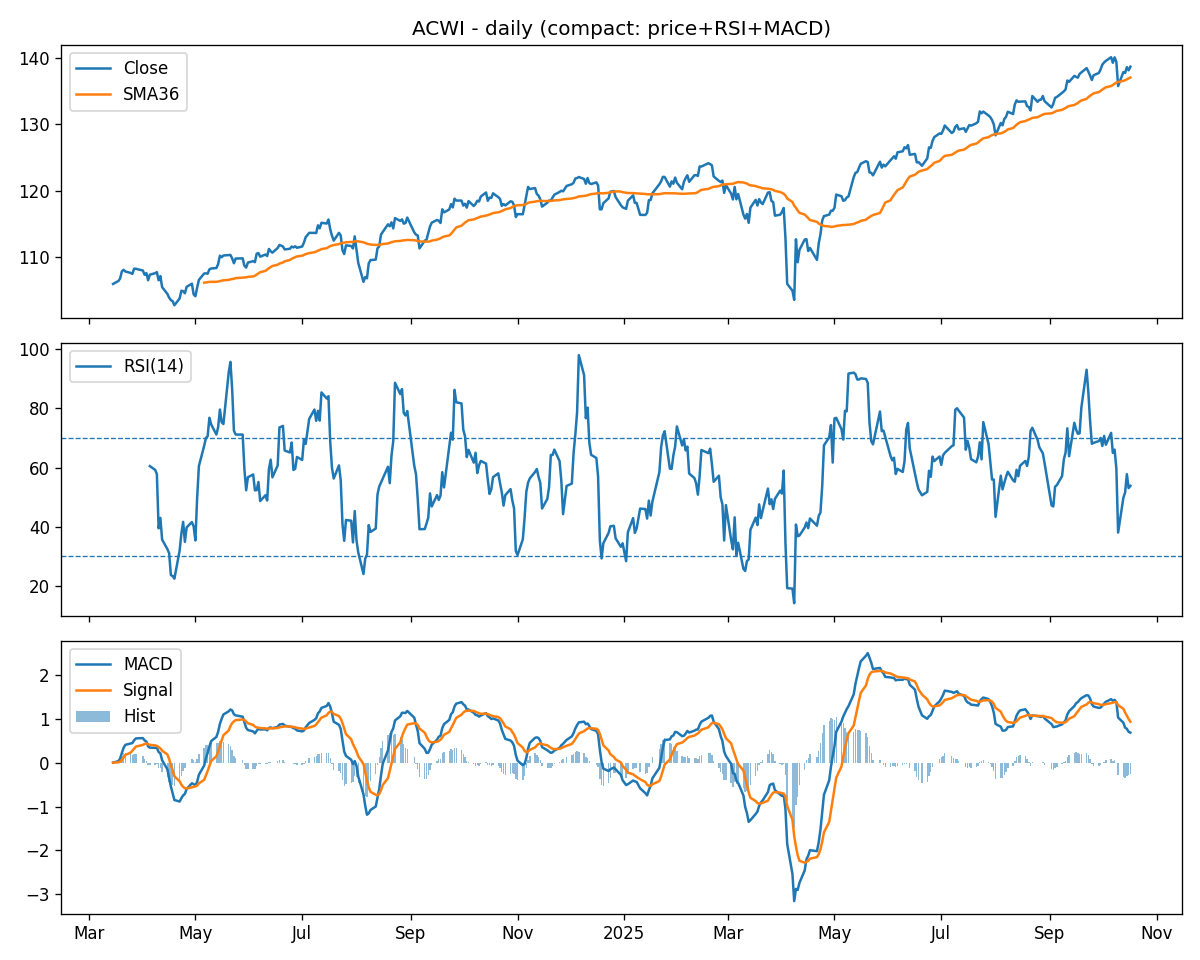 ACWI - daily (compact: price+RSI+MACD)
Close
SMA36
140
130
120
110
RSI(14)
100
80
60
40
20
MACD
Signal
Hist
2
1
0
−1
−2
−3
Mar May Jul Sep Nov 2025 Mar May Jul Sep Nov